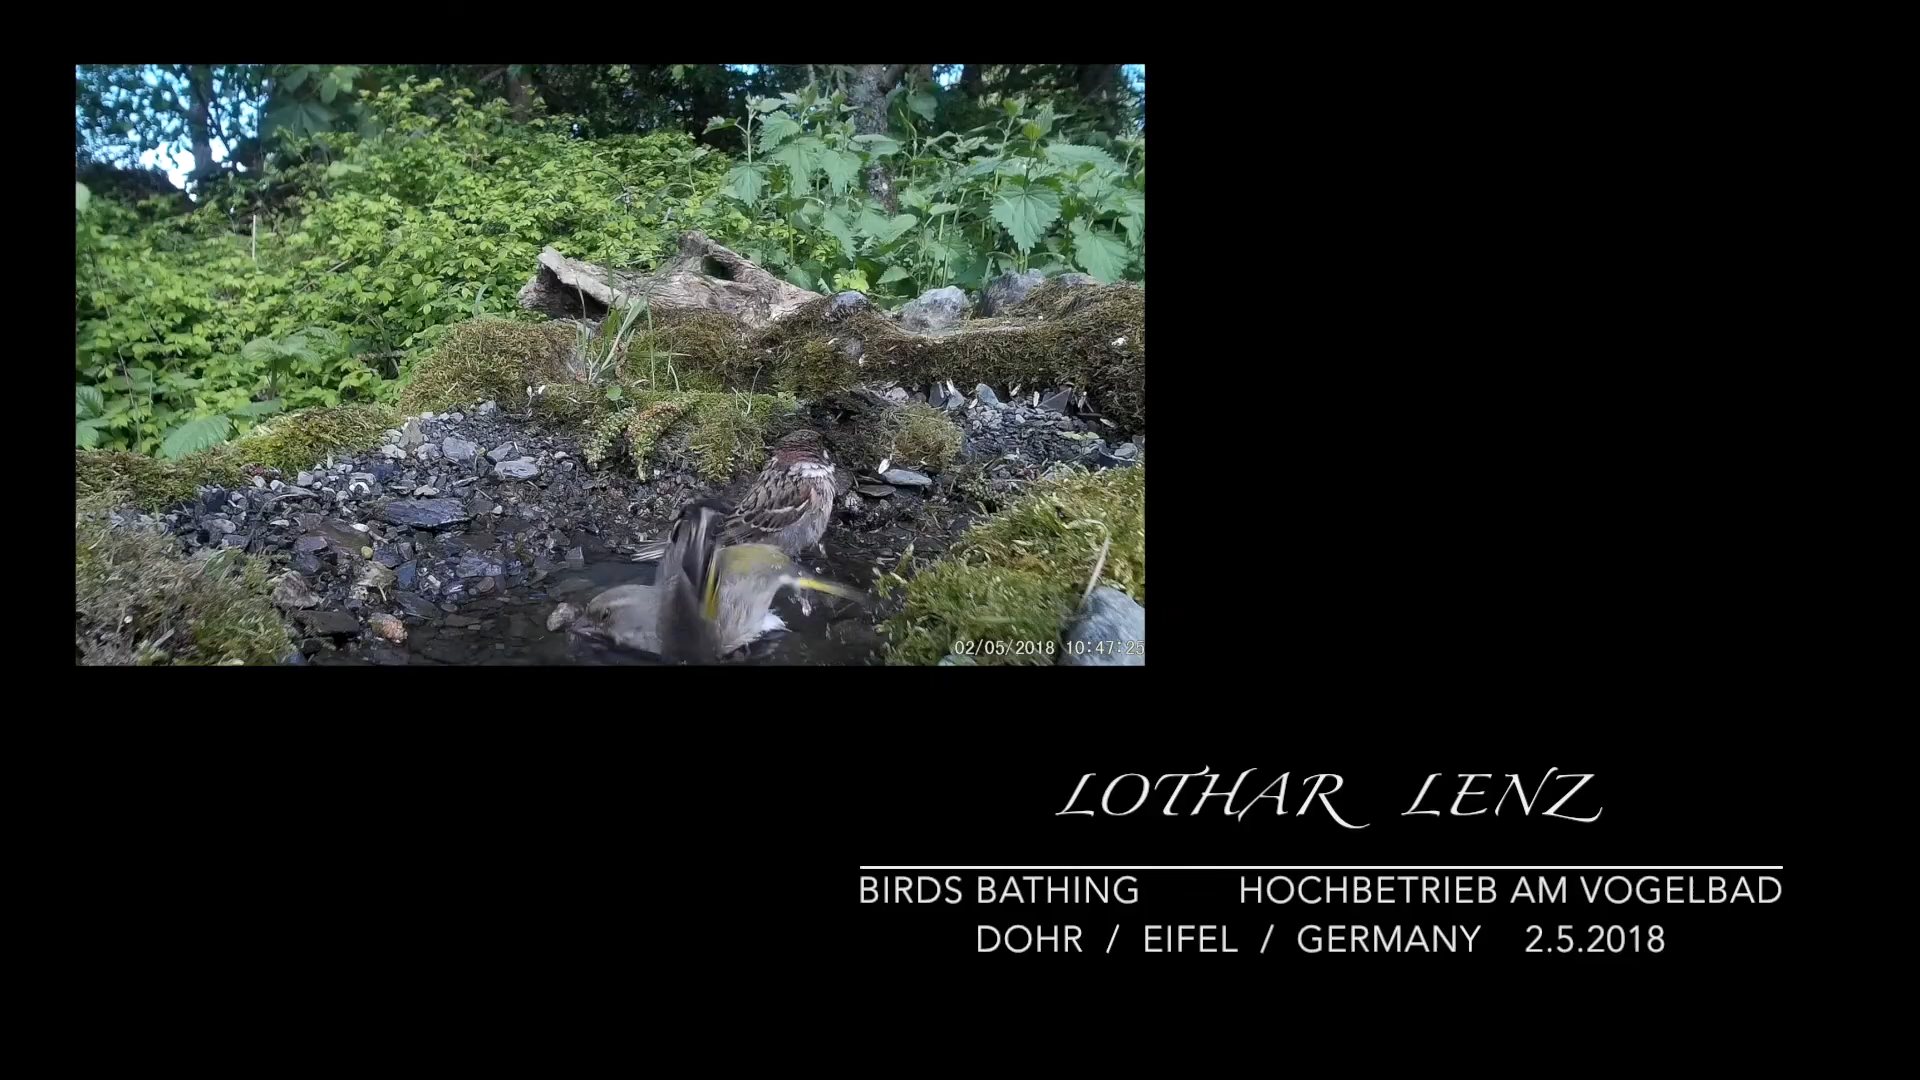 02/05/2018 10:47:25
LOTHAR LENZ
BIRDS BATHING HOCHBETRIEB AM VOGELBAD
DOHR / EIFEL / GERMANY 2.5.2018